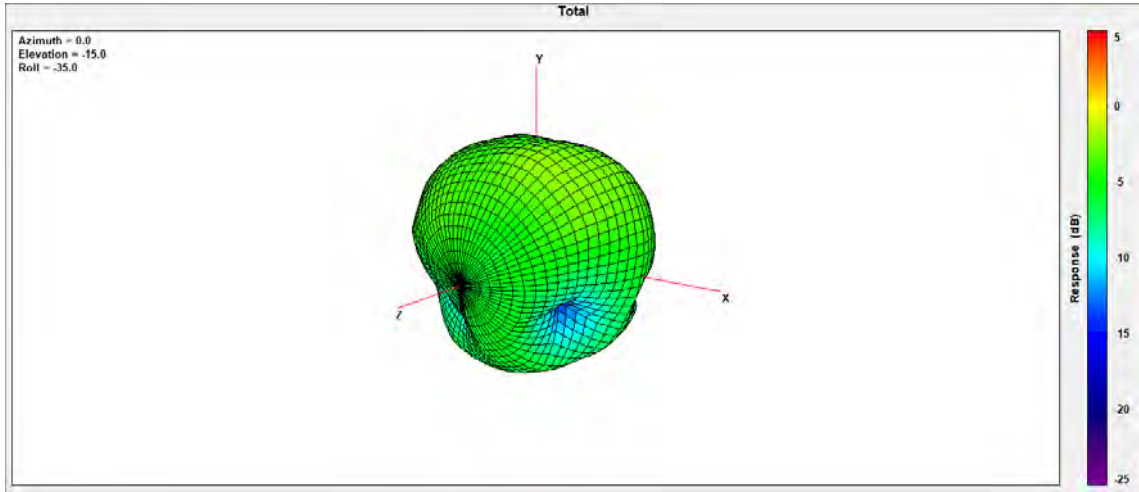 Total
Azimuth = 0.0
Elevation = -15.0
Roll = -35.0
Y
X
Z
5
0
5
10
15
-20
-25
Response (dB)